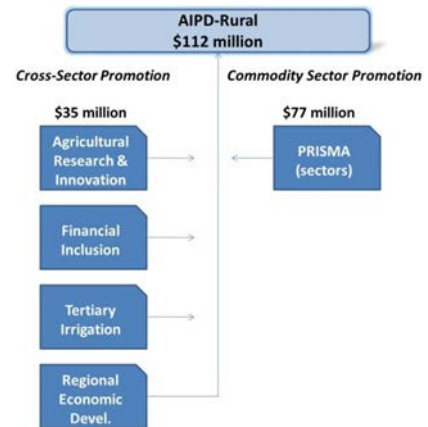 AIPD-Rural
$112 million
Cross-Sector Promotion
Commodity Sector Promotion
$35 million
$77 million
Agricultural
Research &
Innovation
PRISMA
(sectors)
Financial
Inclusion
Tertiary
Irrigation
Regional
Economic
Devel.